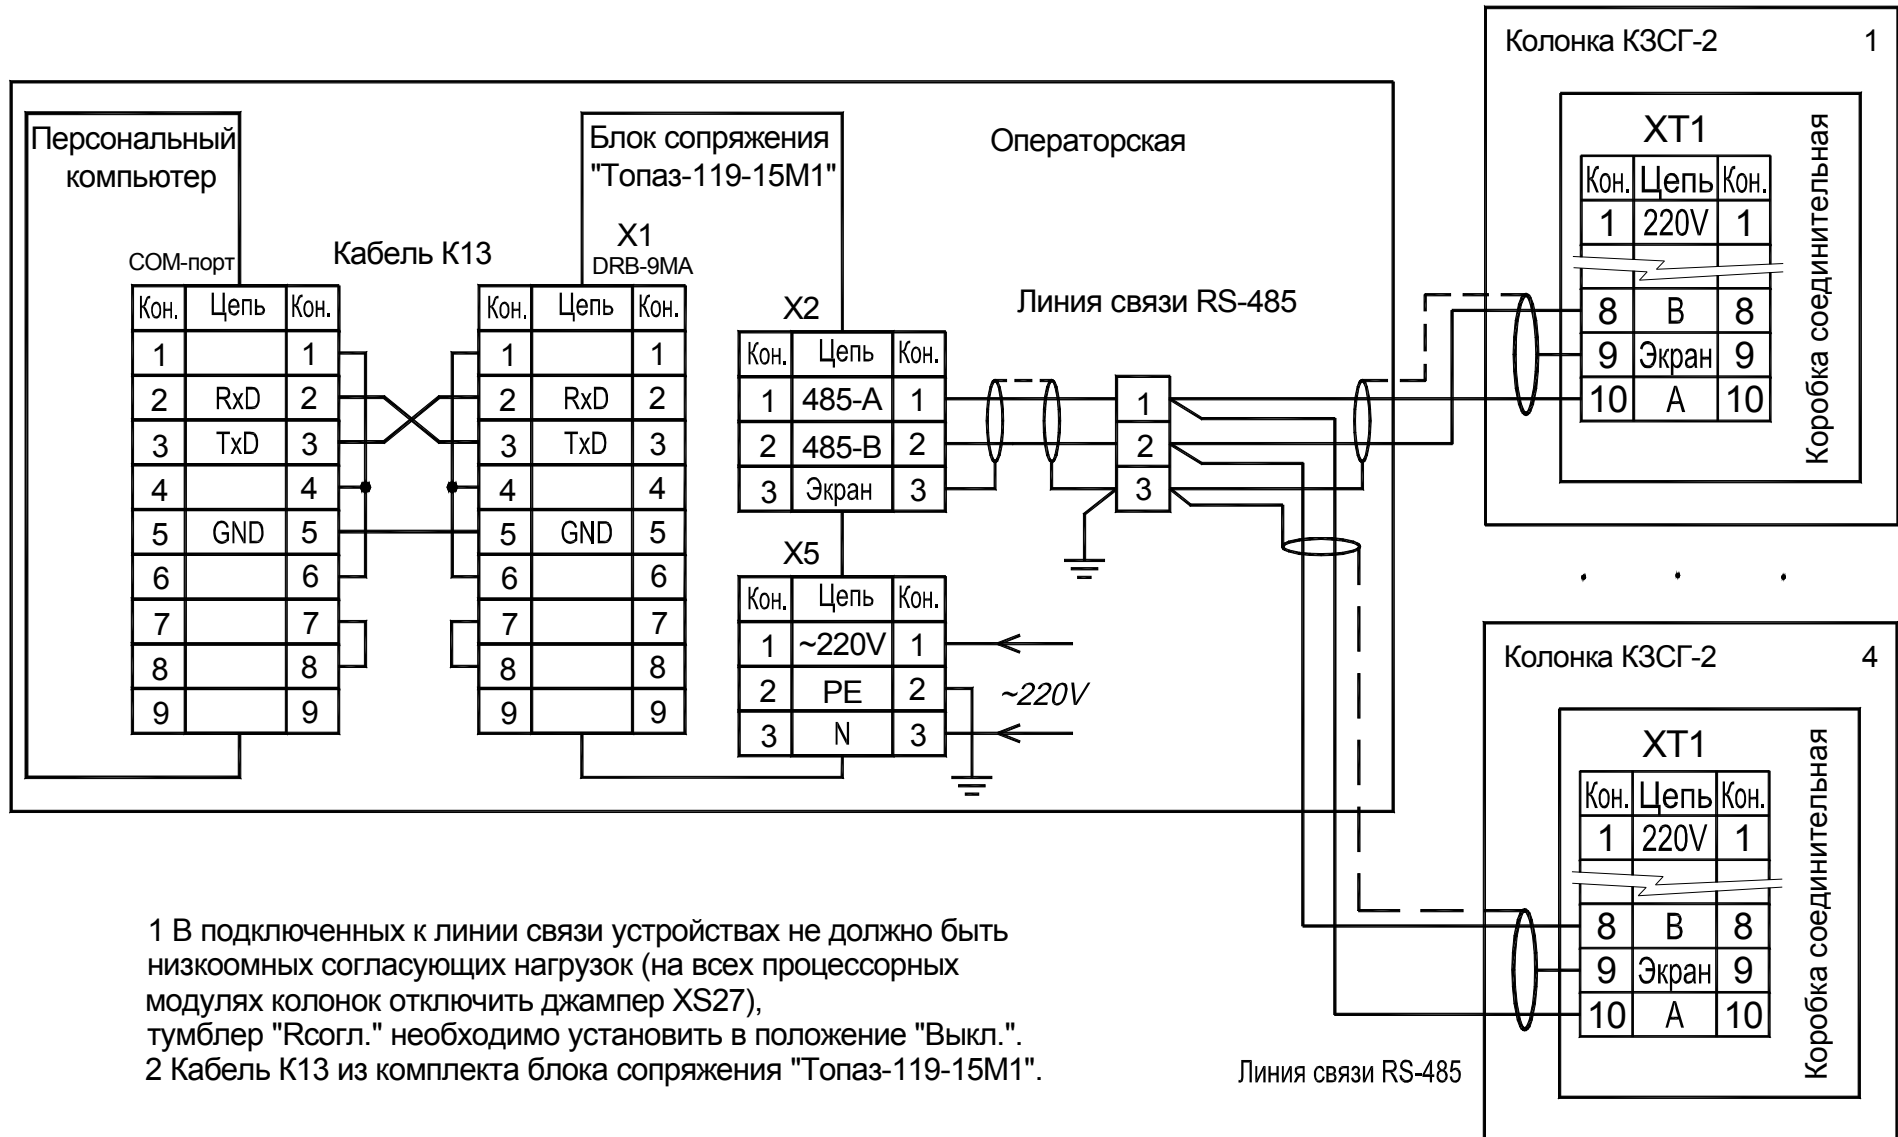 Колонка КЗСГ-2 1
Персональный
компьютер
Блок сопряжения
"Топаз-119-15М1"
Операторская
COM-порт
Кабель К13
X1
DRB-9MA
Кон. Цепь Кон.
1 1
2 RxD 2
3 TxD 3
4 4
5 GND 5
6 6
7 7
8 8
9 9
Кон. Цепь Кон.
1 1
2 RxD 2
3 TxD 3
4 4
5 GND 5
6 6
7 7
8 8
9 9
X2
Кон. Цепь Кон.
1 485-A 1
2 485-B 2
3 Экран 3
X5
Кон. Цепь Кон.
1 ~220V 1
2 PE 2
3 N 3
~220V
Линия связи RS-485
1
2
3
XT1
Кон. Цепь Кон.
1 220V 1
8 B 8
9 Экран 9
10 A 10
Коробка соединительная
Колонка КЗСГ-2 4
XT1
Кон. Цепь Кон.
1 220V 1
8 B 8
9 Экран 9
10 A 10
Коробка соединительная
Линия связи RS-485
1 В подключенных к линии связи устройствах не должно быть
низкоомных согласующих нагрузок (на всех процессорных
модулях колонок отключить джампер XS27),
тумблер "Rсогл." необходимо установить в положение "Выкл.".
2 Кабель К13 из комплекта блока сопряжения "Топаз-119-15М1".